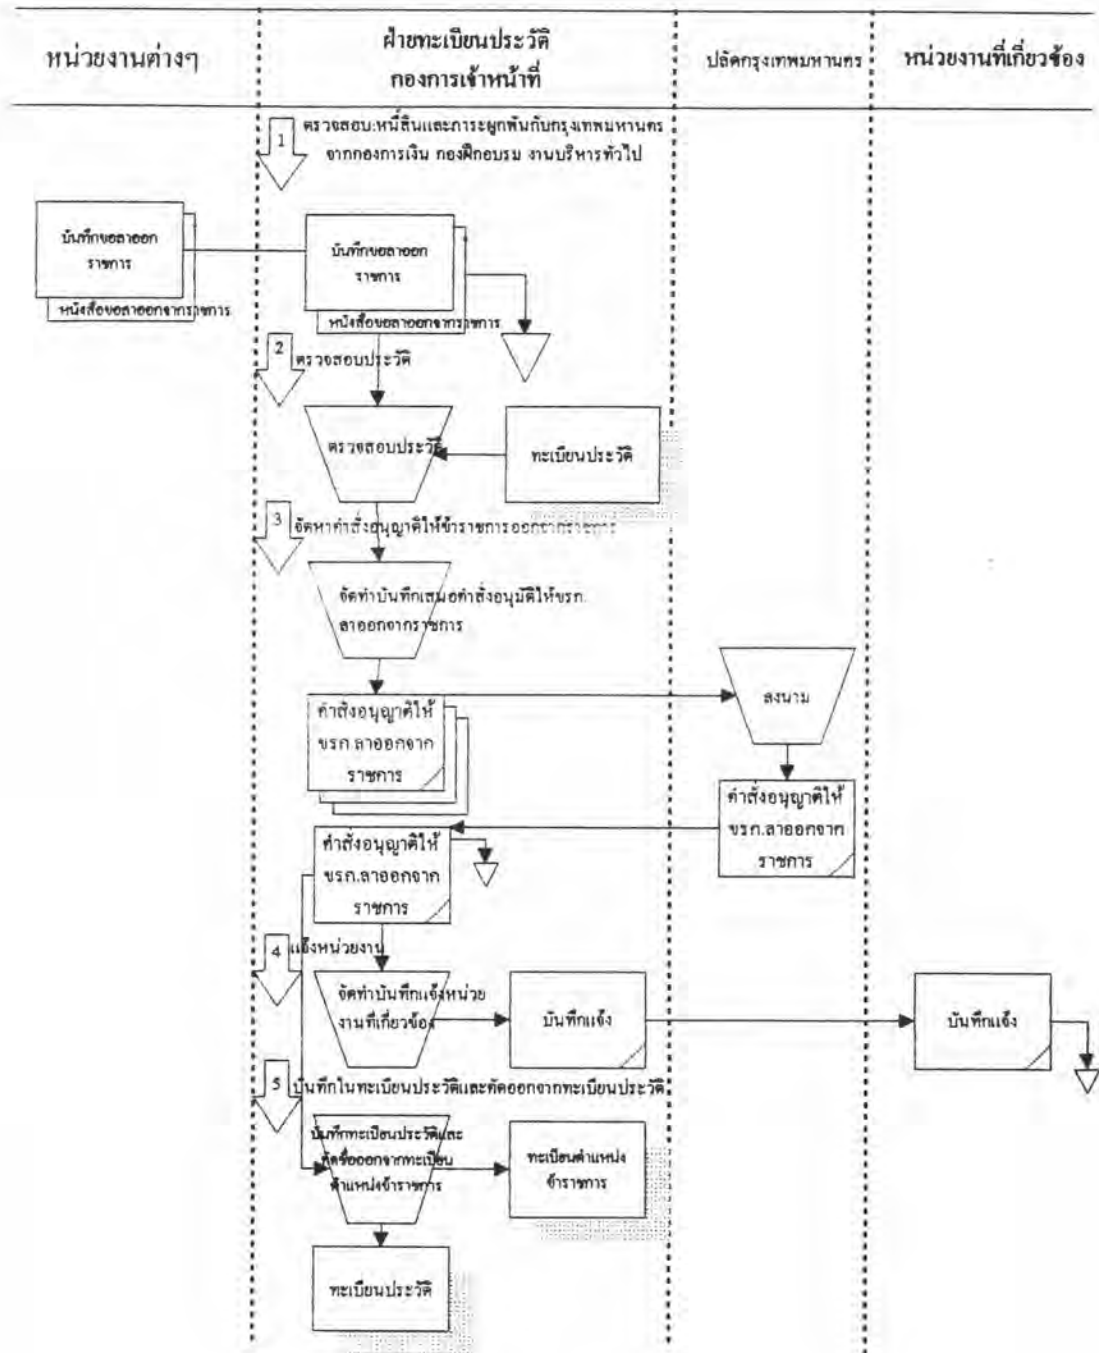 หน่วยงานต่างๆ
ฝ่ายทะเบียนประวัติ
กองการเจ้าหน้าที่
ปลัดกรุงเทพมหานคร
หน่วยงานที่เกี่ยวข้อง
1
ตรวจสอบหนี้สินและภาระผูกพันกับกรุงเทพมหานคร
จากกองการเงิน กองฝึกอบรม งานบริหารทั่วไป
บันทึกขอลาออก
ราชการ
หนังสือขอลาออกจากราชการ
บันทึกขอลาออก
ราชการ
หนังสือขอลาออกจากราชการ
2
ตรวจสอบประวัติ
ตรวจสอบประวัติ
ทะเบียนประวัติ
3
จัดหาคำสั่งอนุญาติให้ข้าราชการออกจากราชการ
จัดทำบันทึกเสนอคำสั่งอนุมัติให้ขรก.
ลาออกจากราชการ
คำสั่งอนุญาติให้
ขรก.ลาออกจาก
ราชการ
ลงนาม
คำสั่งอนุญาติให้
ขรก.ลาออกจาก
ราชการ
คำสั่งอนุญาติให้
ขรก.ลาออกจาก
ราชการ
4
แจ้งหน่วยงาน
จัดทำบันทึกแจ้งหน่วย
งานที่เกี่ยวข้อง
บันทึกแจ้ง
บันทึกแจ้ง
5
บันทึกในทะเบียนประวัติและคัดออกจากทะเบียนประวัติ
บันทึกทะเบียนประวัติและ
คัดชื่อออกจากทะเบียน
ตำแหน่งข้าราชการ
ทะเบียนตำแหน่ง
ข้าราชการ
ทะเบียนประวัติ